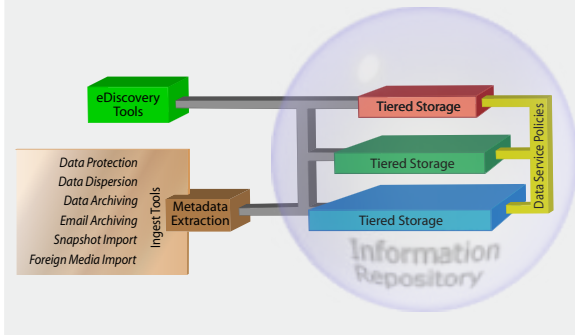 eDiscovery
Tools
Tiered Storage
Tiered Storage
Tiered Storage
Data Service Policies
Data Protection
Data Dispersion
Data Archiving
Email Archiving
Snapshot Import
Foreign Media Import
Ingest Tools
Metadata
Extraction
Information
Repository